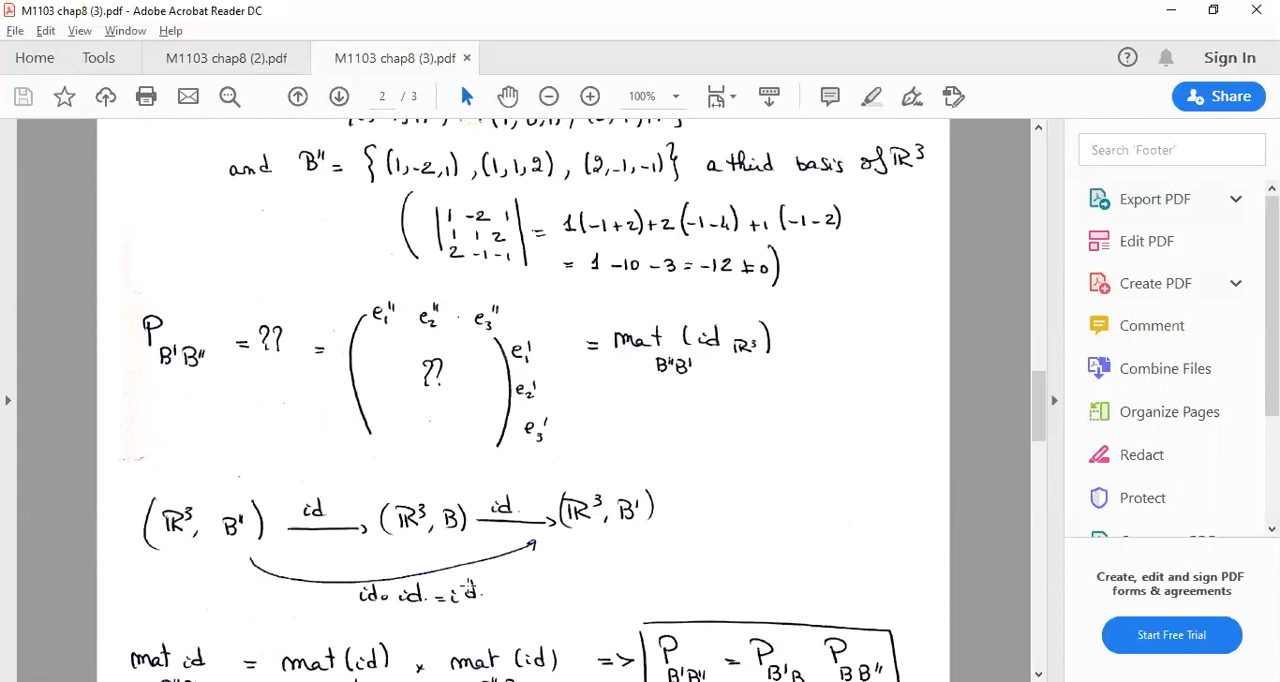 M1103 chap8 (3).pdf - Adobe Acrobat Reader DC
File Edit View Window Help
Home Tools M1103 chap8 (2).pdf M1103 chap8 (3).pdf ×
2 / 3 100% Sign In Share
and B" = { (1,-2,1) , (1,1,2) , (2,-1,-1) } a third basis of ℝ³
( | 1 -2 1 |
| 1 1 2 | = 1(-1+2)+2(-1-4)+1(-1-2)
| 2 -1 -1 |
= 1 -10 -3 = -12 ≠ 0 )
e₁" e₂" e₃"
P B'B" = ?? = ( ?? ) e₁' e₂' e₃' = mat B"B' (id ℝ³)
(ℝ³, B") id → (ℝ³, B) id. → (ℝ³, B')
id∘id = id.
mat id = mat(id) × mat(id) => P B'B" = P B'B P BB"
Search 'Footer'
Export PDF
Edit PDF
Create PDF
Comment
Combine Files
Organize Pages
Redact
Protect
Create, edit and sign PDF
forms & agreements
Start Free Trial